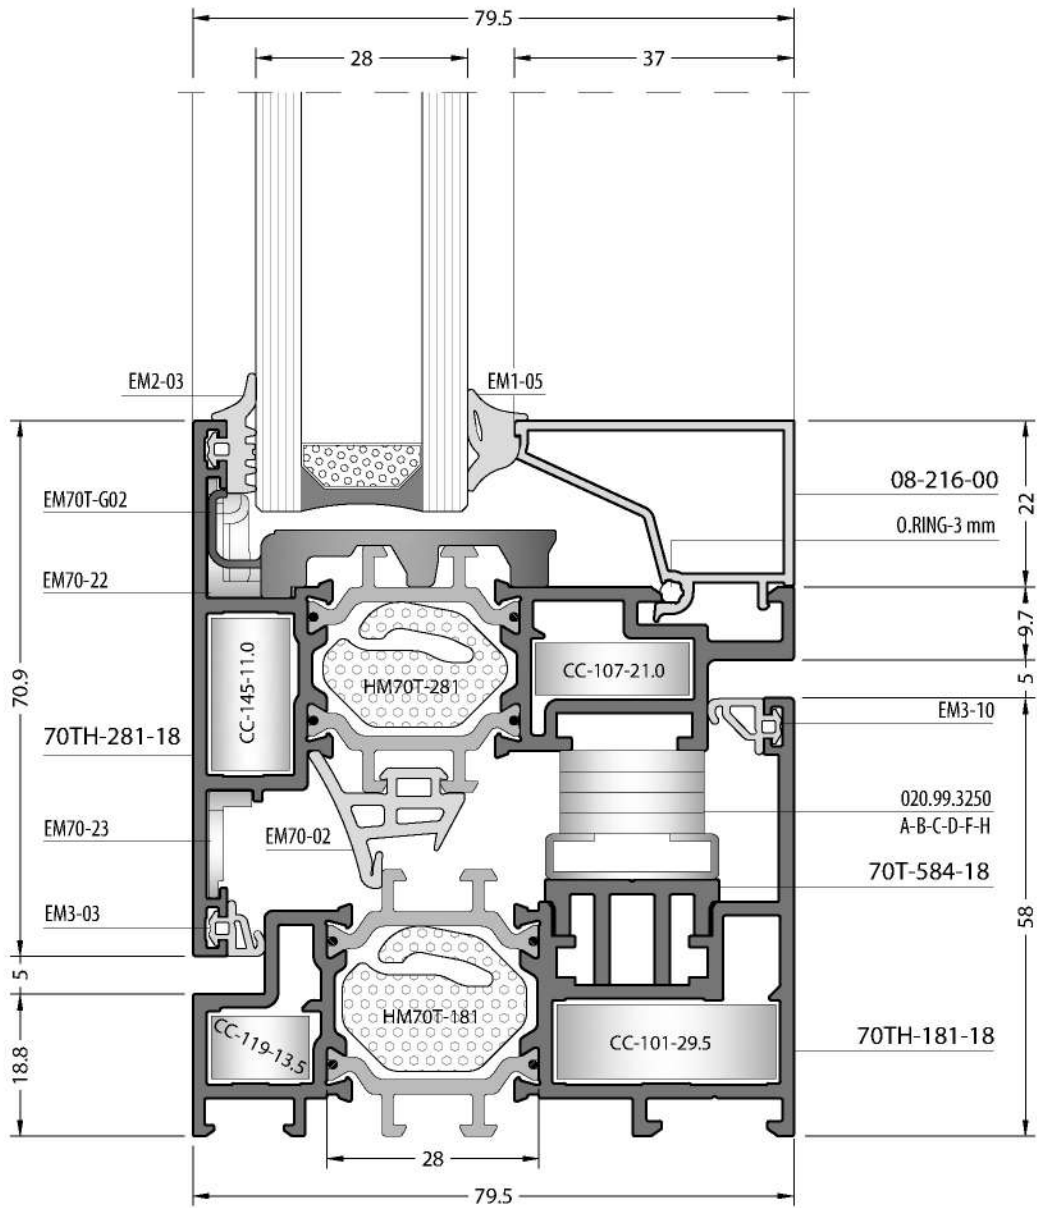 79.5
28
37
EM2-03
EM1-05
08-216-00
EM70T-G02
22
O.RING-3 mm
EM70-22
9.7
CC-145-11.0
CC-107-21.0
HM70T-281
5
70.9
EM3-10
70TH-281-18
020.99.3250
A-B-C-D-F-H
EM70-23
EM70-02
70T-584-18
EM3-03
58
5
HM70T-181
CC-119-13.5
CC-101-29.5
70TH-181-18
18.8
28
79.5